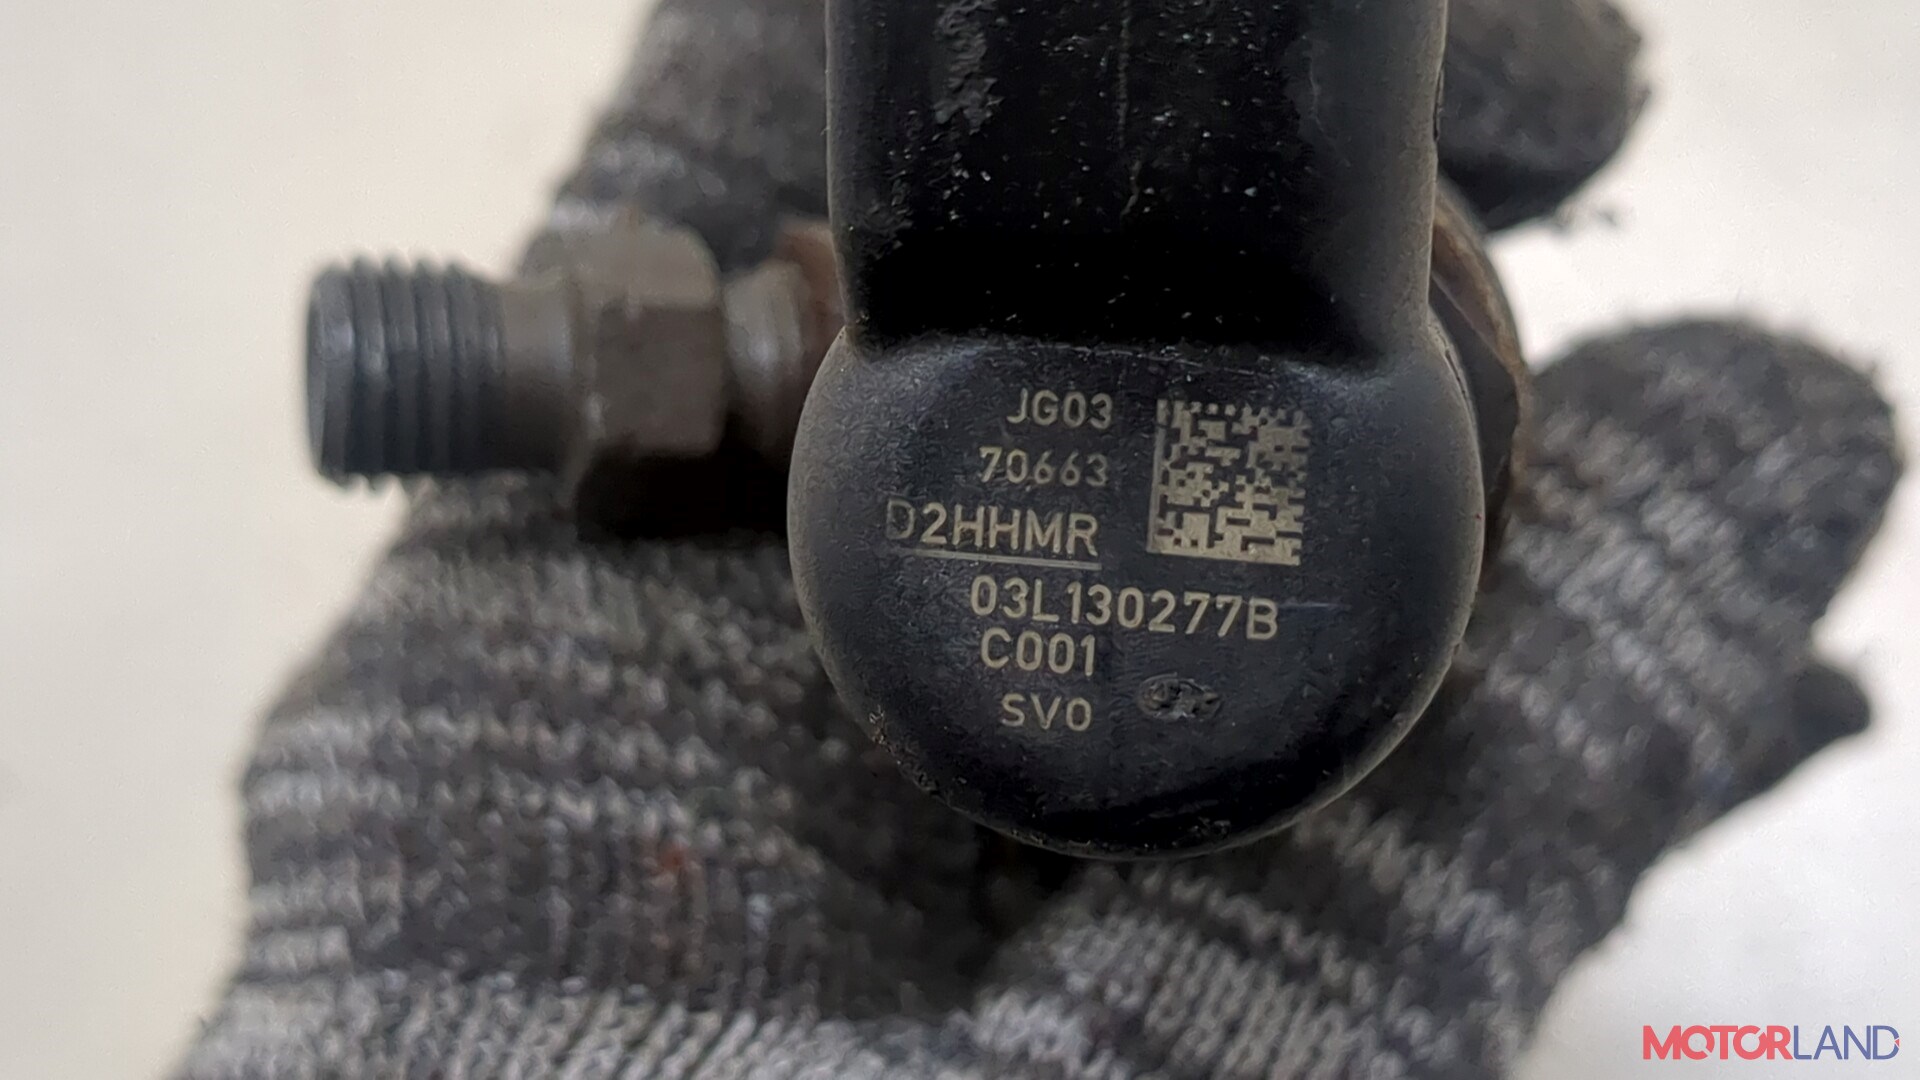 JG03
70663
D2HHMR
03L130277B
C001
SV0
MOTORLAND